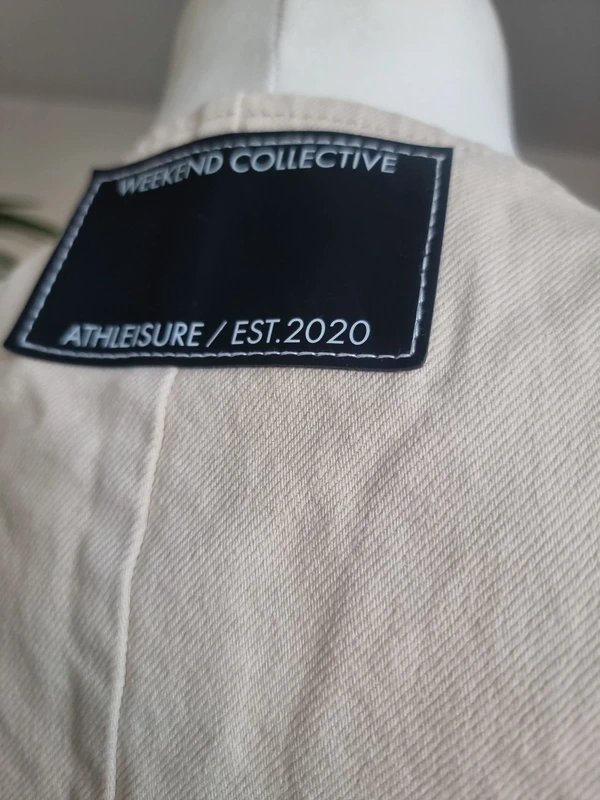 WEEKEND COLLECTIVE
ATHLEISURE / EST.2020